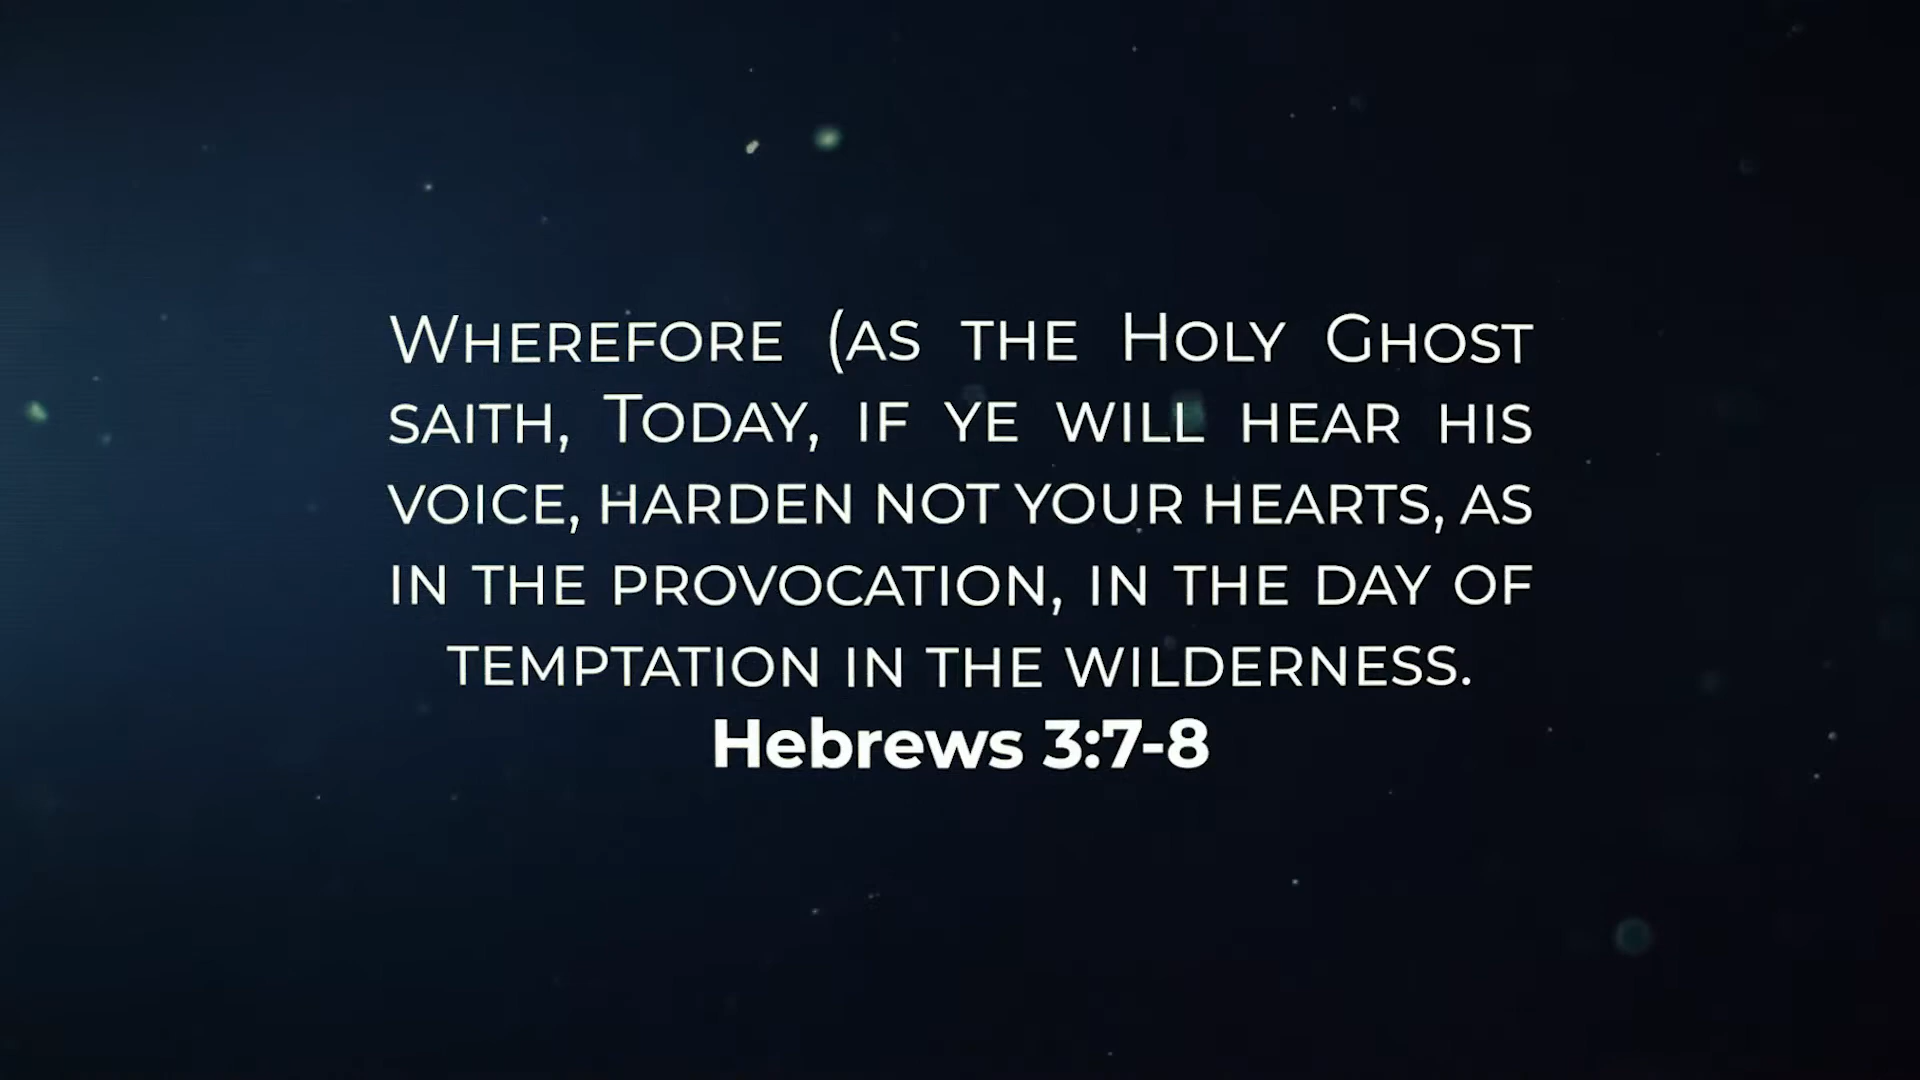 Wherefore (as the Holy Ghost
saith, Today, if ye will hear his
voice, harden not your hearts, as
in the provocation, in the day of
temptation in the wilderness.
Hebrews 3:7-8